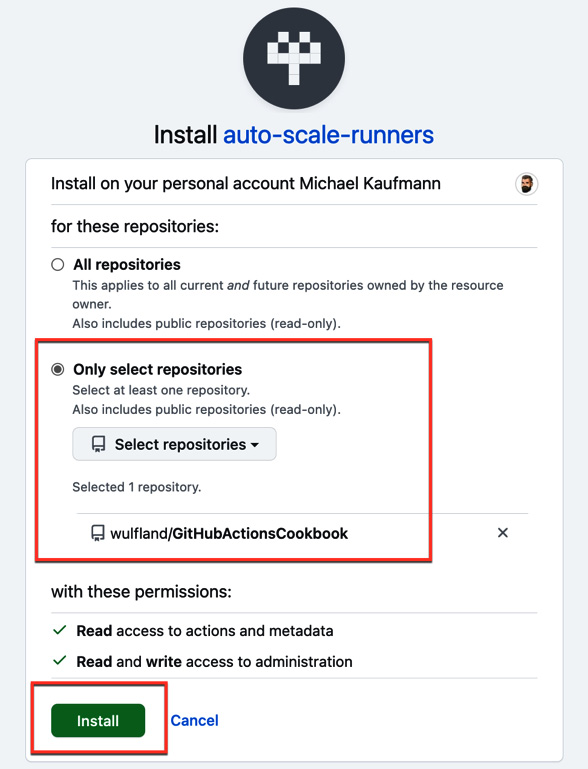 Install auto-scale-runners
Install on your personal account Michael Kaufmann
for these repositories:
All repositories
This applies to all current and future repositories owned by the resource
owner.
Also includes public repositories (read-only).
Only select repositories
Select at least one repository.
Also includes public repositories (read-only).
Select repositories
Selected 1 repository.
wulfland/GitHubActionsCookbook
with these permissions:
Read access to actions and metadata
Read and write access to administration
Install Cancel